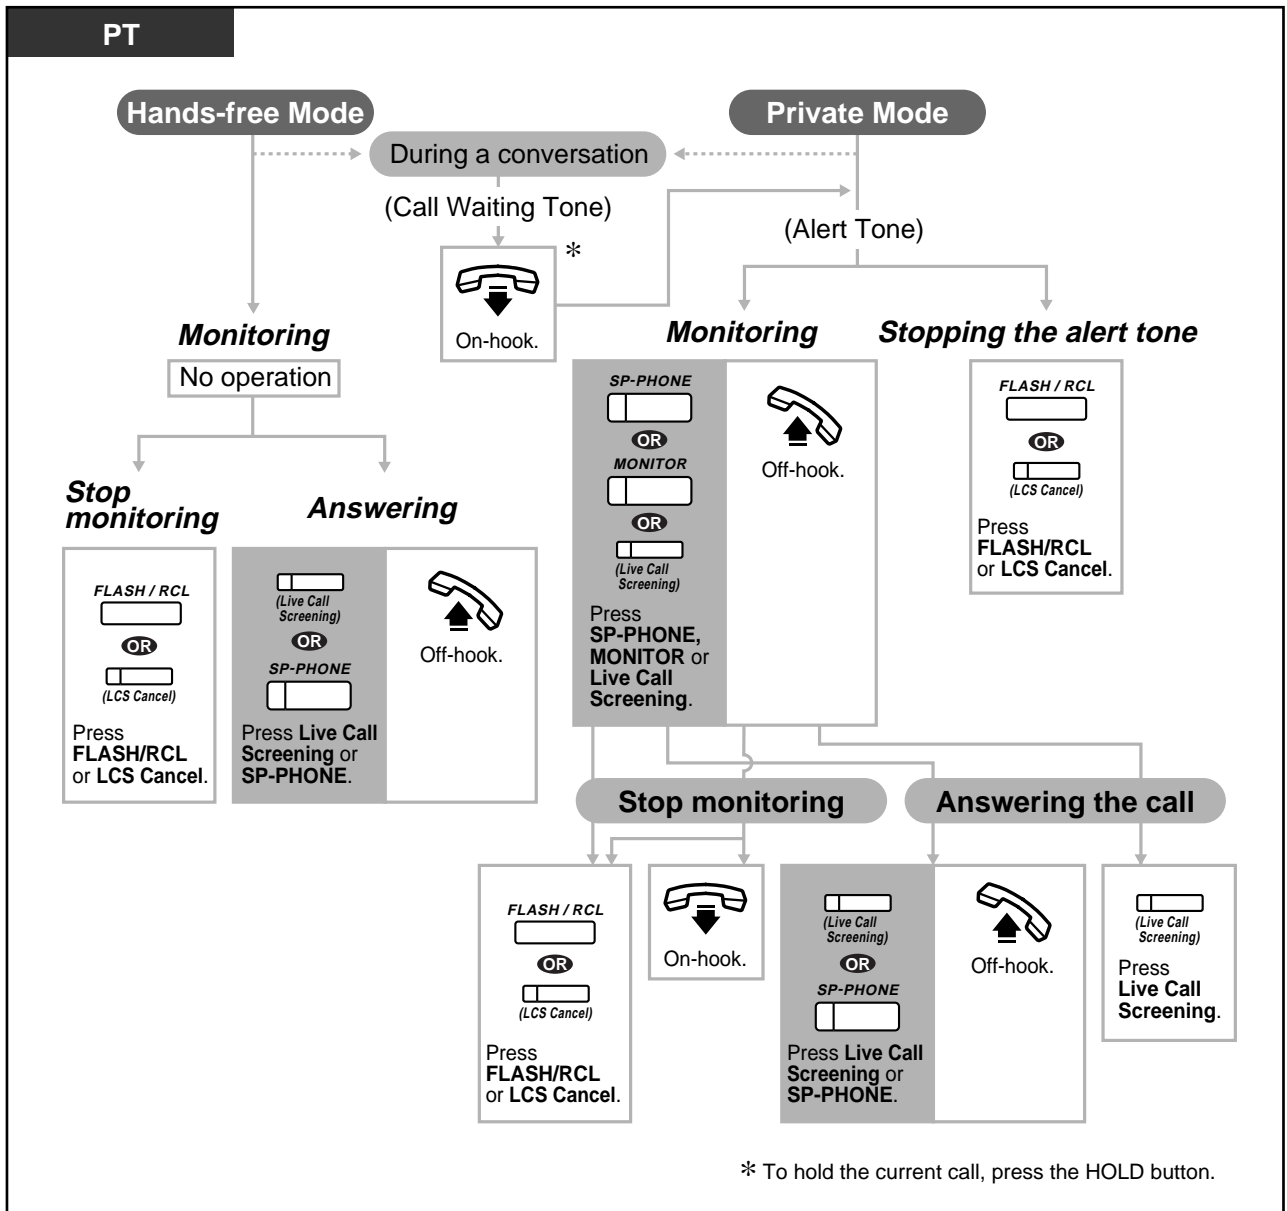 PT
Hands-free Mode
Private Mode
During a conversation
(Call Waiting Tone)
(Alert Tone)
*
On-hook.
Monitoring
No operation
Monitoring
Stopping the alert tone
SP-PHONE
OR
MONITOR
OR
(Live Call
Screening)
Press
SP-PHONE,
MONITOR or
Live Call
Screening.
Off-hook.
FLASH / RCL
OR
(LCS Cancel)
Press
FLASH/RCL
or LCS Cancel.
Stop
monitoring
Answering
FLASH / RCL
OR
(LCS Cancel)
Press
FLASH/RCL
or LCS Cancel.
(Live Call
Screening)
OR
SP-PHONE
Press Live Call
Screening or
SP-PHONE.
Off-hook.
Stop monitoring
Answering the call
FLASH / RCL
OR
(LCS Cancel)
Press
FLASH/RCL
or LCS Cancel.
On-hook.
(Live Call
Screening)
OR
SP-PHONE
Press Live Call
Screening or
SP-PHONE.
Off-hook.
(Live Call
Screening)
Press
Live Call
Screening.
* To hold the current call, press the HOLD button.